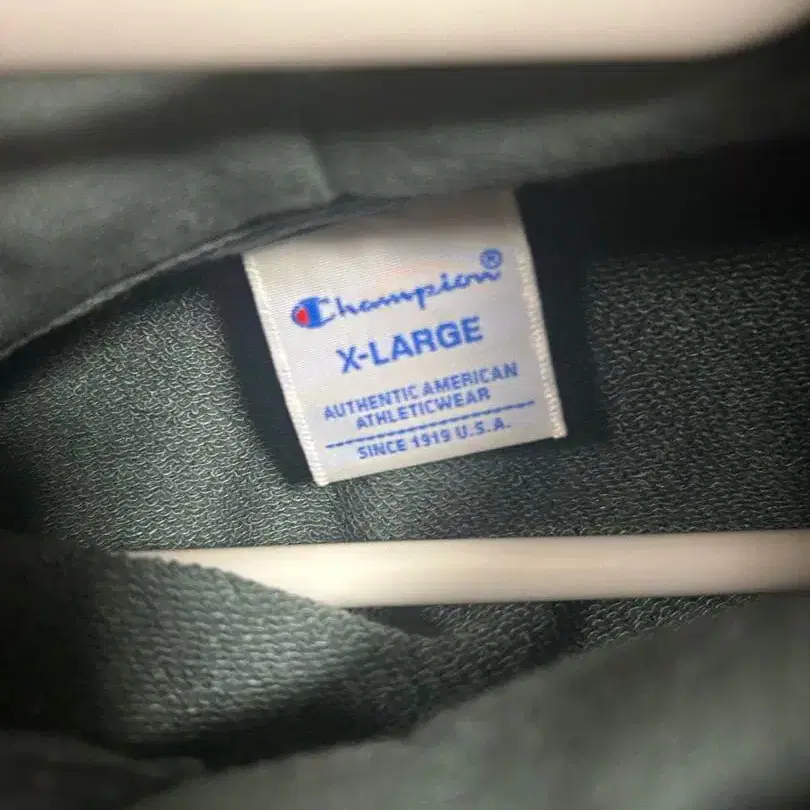 Champion®
X-LARGE
AUTHENTIC AMERICAN
ATHLETICWEAR
SINCE 1919 U.S.A.